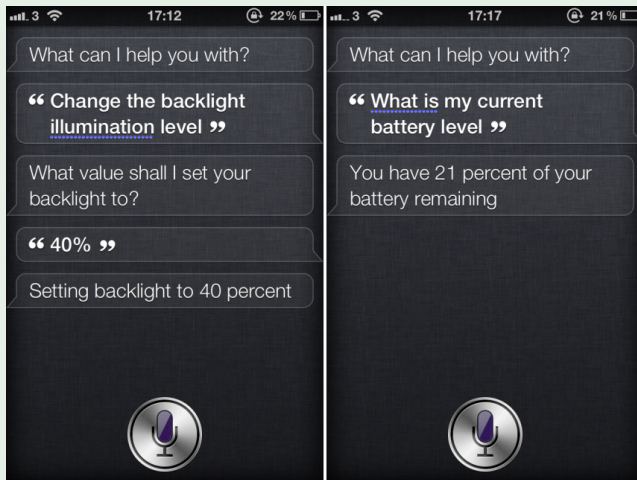 3 17:12 22%
What can I help you with?
“ Change the backlight
illumination level ”
What value shall I set your
backlight to?
“ 40% ”
Setting backlight to 40 percent
3 17:17 21%
What can I help you with?
“ What is my current
battery level ”
You have 21 percent of your
battery remaining